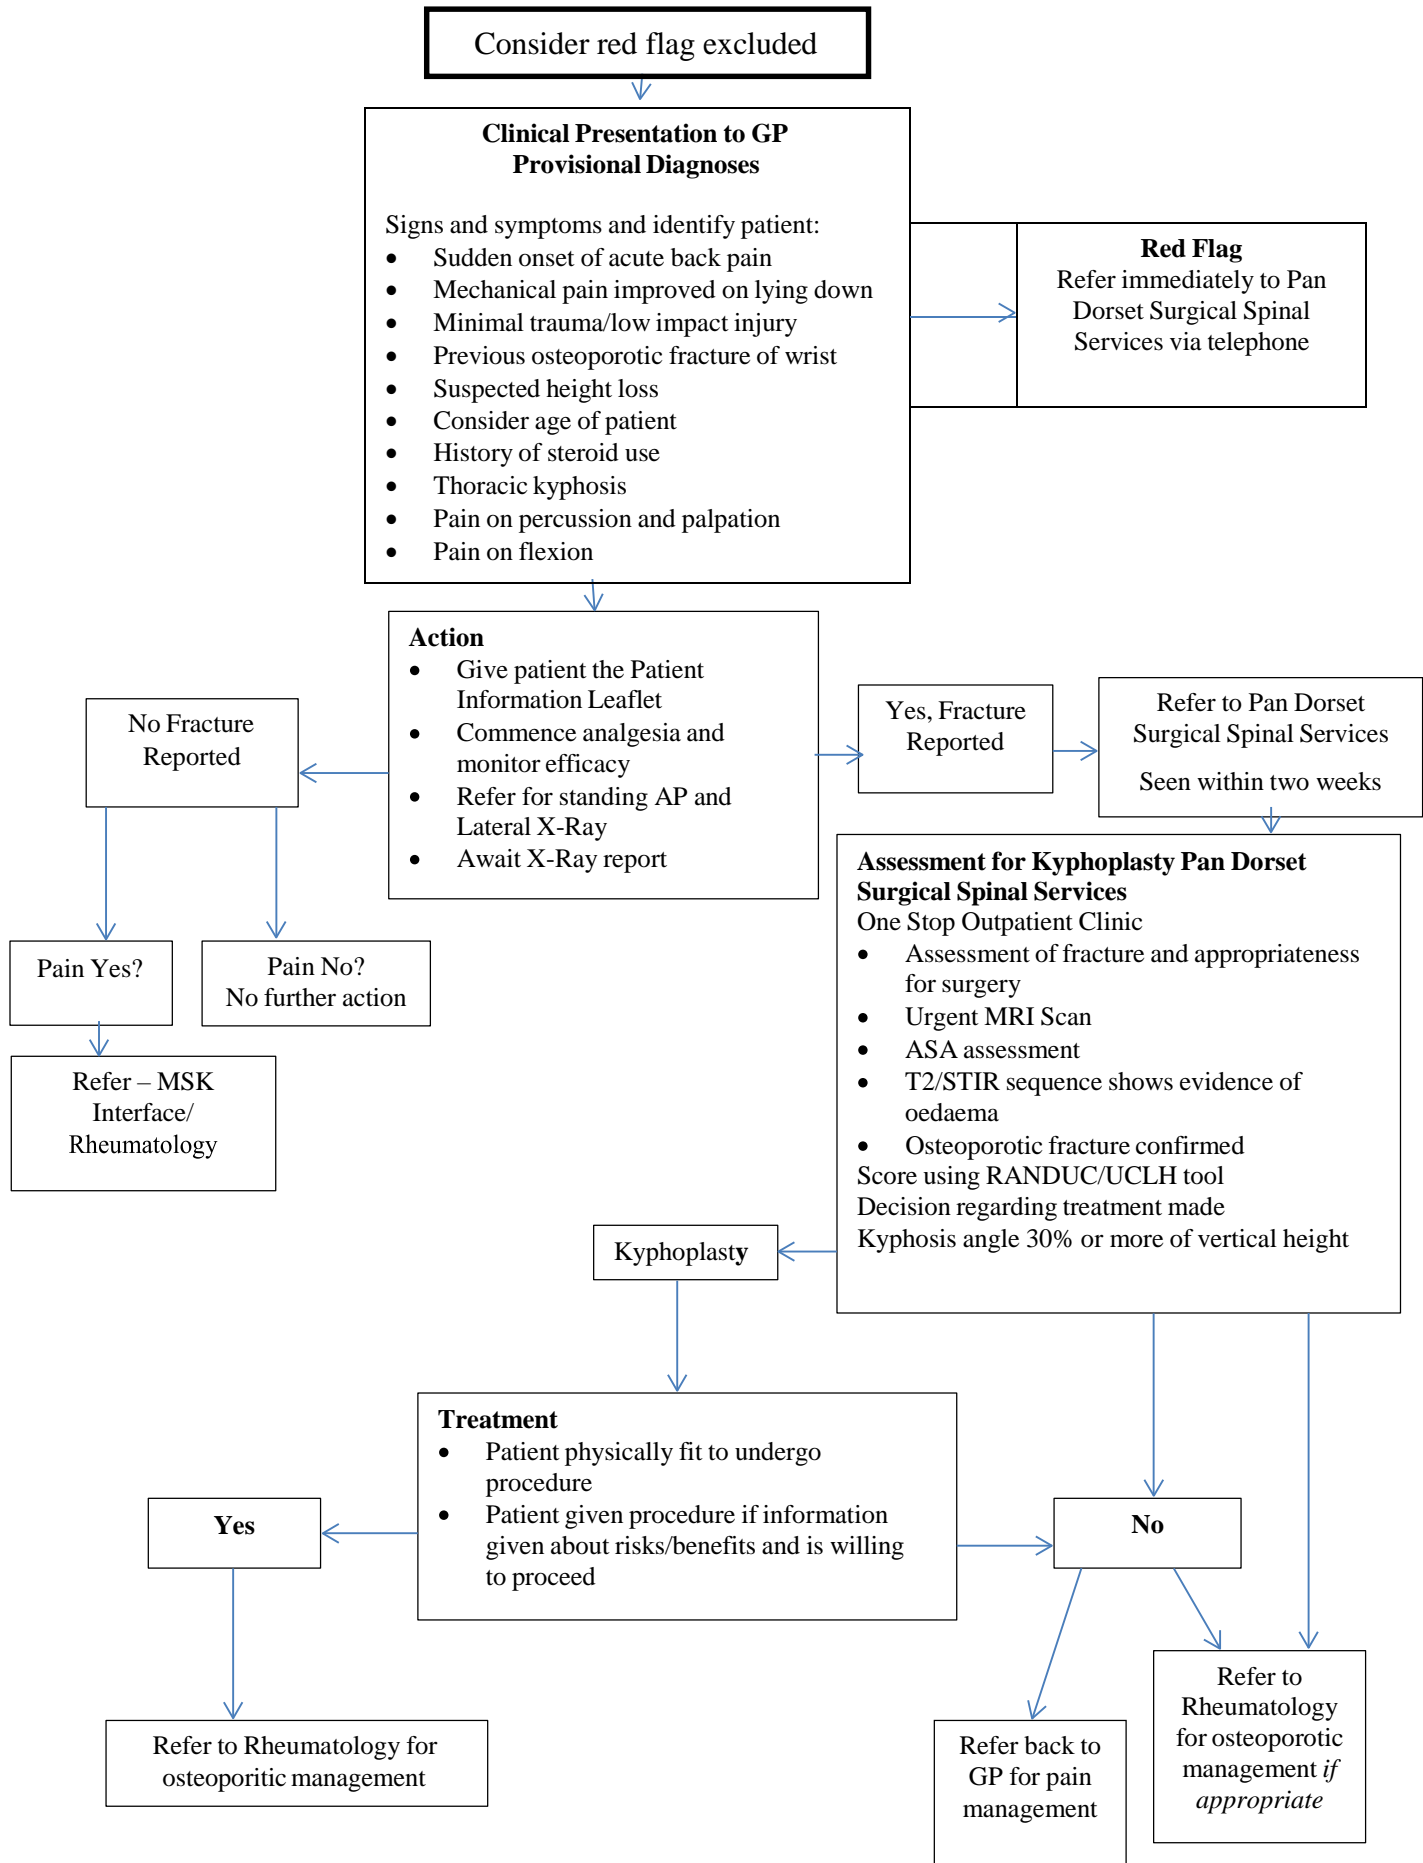 Consider red flag excluded
Clinical Presentation to GP
Provisional Diagnoses
Signs and symptoms and identify patient:
• Sudden onset of acute back pain
• Mechanical pain improved on lying down
• Minimal trauma/low impact injury
• Previous osteoporotic fracture of wrist
• Suspected height loss
• Consider age of patient
• History of steroid use
• Thoracic kyphosis
• Pain on percussion and palpation
• Pain on flexion
Red Flag
Refer immediately to Pan
Dorset Surgical Spinal
Services via telephone
Action
• Give patient the Patient
Information Leaflet
• Commence analgesia and
monitor efficacy
• Refer for standing AP and
Lateral X-Ray
• Await X-Ray report
No Fracture
Reported
Yes, Fracture
Reported
Refer to Pan Dorset
Surgical Spinal Services
Seen within two weeks
Pain Yes?
Pain No?
No further action
Refer – MSK
Interface/
Rheumatology
Assessment for Kyphoplasty Pan Dorset
Surgical Spinal Services
One Stop Outpatient Clinic
• Assessment of fracture and appropriateness
for surgery
• Urgent MRI Scan
• ASA assessment
• T2/STIR sequence shows evidence of
oedaema
• Osteoporotic fracture confirmed
Score using RANDUC/UCLH tool
Decision regarding treatment made
Kyphosis angle 30% or more of vertical height
Kyphoplasty
Treatment
• Patient physically fit to undergo
procedure
• Patient given procedure if information
given about risks/benefits and is willing
to proceed
Yes
No
Refer to Rheumatology for
osteoporitic management
Refer back to
GP for pain
management
Refer to
Rheumatology
for osteoporotic
management if
appropriate